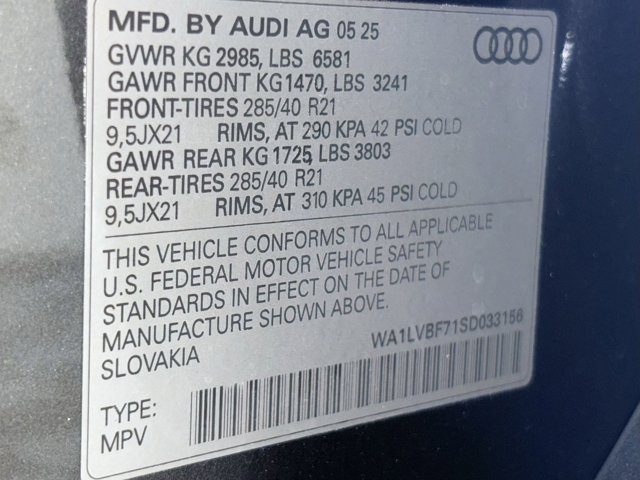 MFD. BY AUDI AG 05 25
GVWR KG 2985, LBS 6581
GAWR FRONT KG1470, LBS 3241
FRONT-TIRES 285/40 R21
9,5JX21 RIMS, AT 290 KPA 42 PSI COLD
GAWR REAR KG 1725, LBS 3803
REAR-TIRES 285/40 R21
9,5JX21 RIMS, AT 310 KPA 45 PSI COLD
THIS VEHICLE CONFORMS TO ALL APPLICABLE
U.S. FEDERAL MOTOR VEHICLE SAFETY
STANDARDS IN EFFECT ON THE DATE OF
MANUFACTURE SHOWN ABOVE.
SLOVAKIA
WA1LVBF71SD033156
TYPE:
MPV